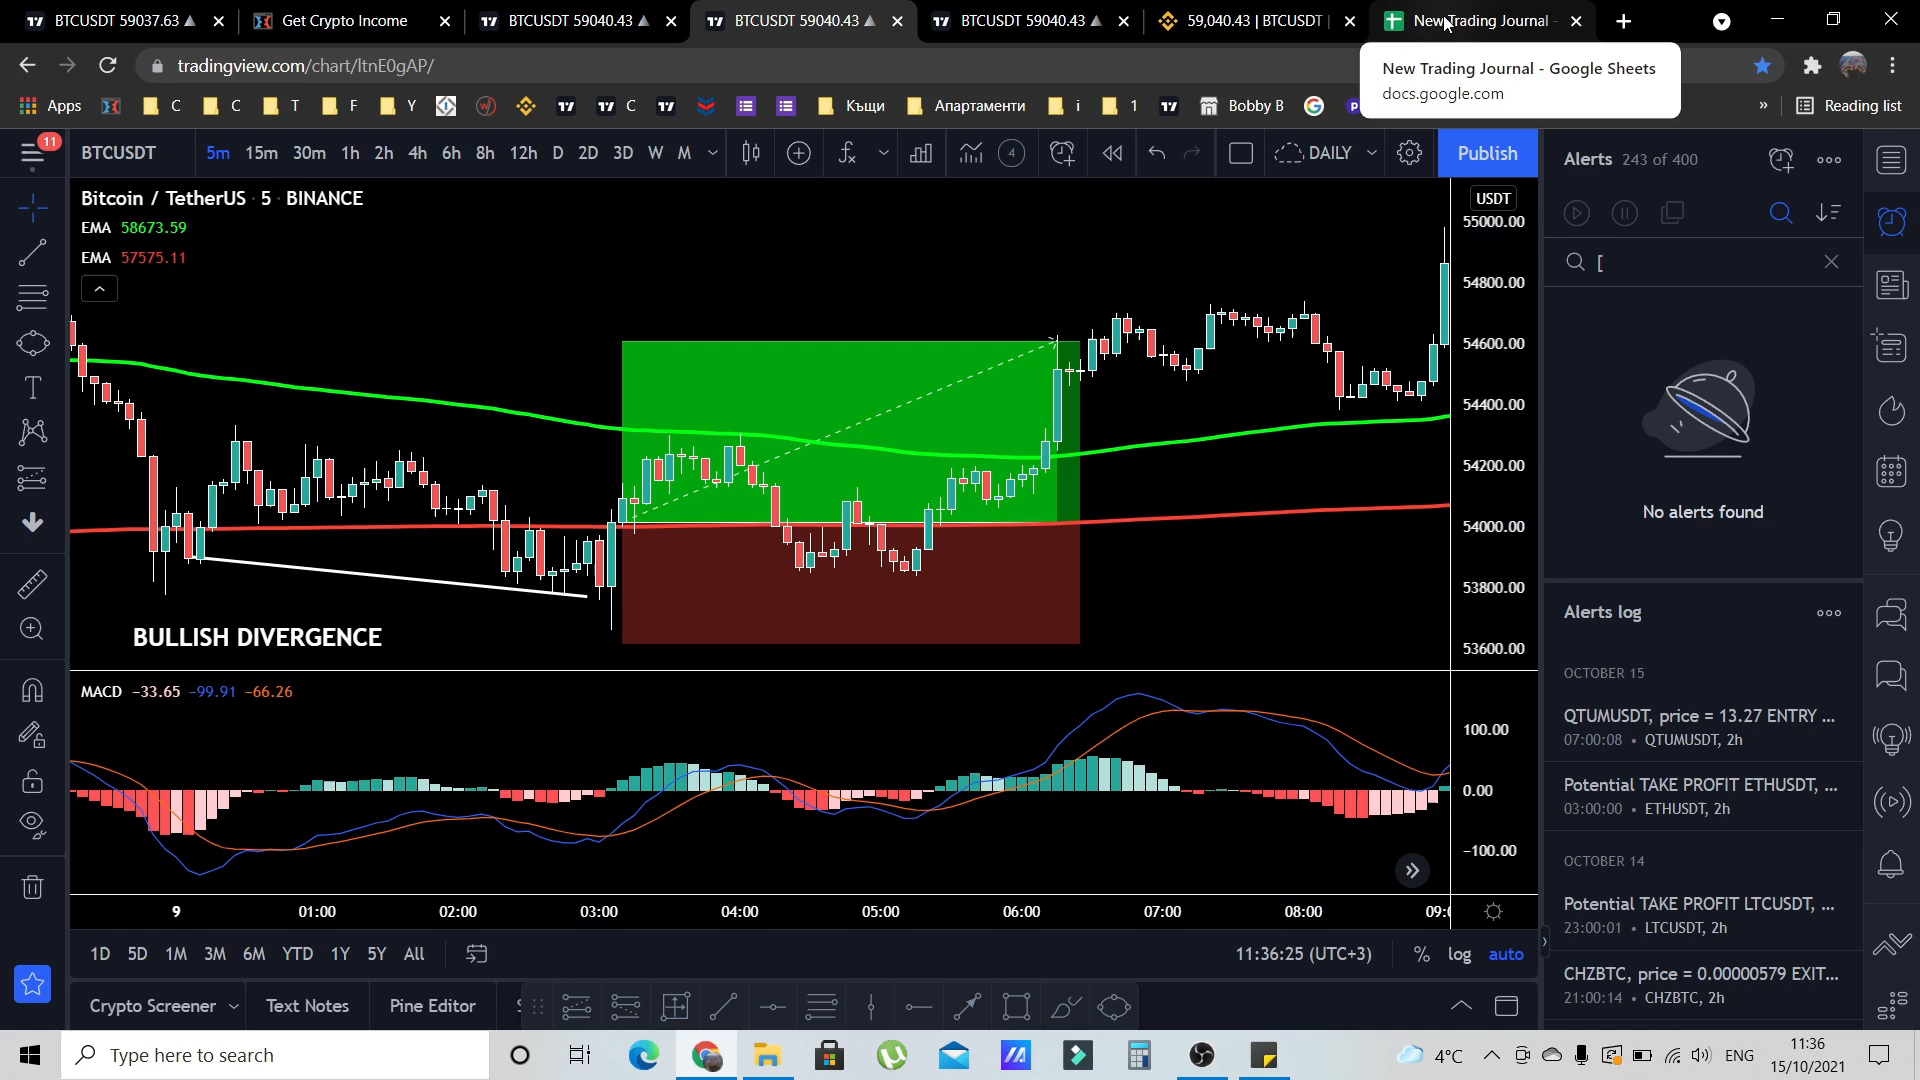 BTCUSDT 59037.63
Get Crypto Income
BTCUSDT 59040.43
BTCUSDT 59040.43
BTCUSDT 59040.43
59,040.43 | BTCUSDT |
New Trading Journal -
tradingview.com/chart/ltnE0gAP/
New Trading Journal - Google Sheets
docs.google.com
Apps
C
C
T
F
Y
C
Къщи
Апартаменти
i
1
Bobby B
»
Reading list
11
BTCUSDT
5m 15m 30m 1h 2h 4h 6h 8h 12h D 2D 3D W M
4
DAILY
Publish
Alerts 243 of 400
Bitcoin / TetherUS · 5 · BINANCE
EMA 58673.59
EMA 57575.11
USDT
55000.00
54800.00
54600.00
54400.00
54200.00
54000.00
53800.00
53600.00
[
No alerts found
BULLISH DIVERGENCE
MACD −33.65 −99.91 −66.26
100.00
0.00
−100.00
9 01:00 02:00 03:00 04:00 05:00 06:00 07:00 08:00
Alerts log
OCTOBER 15
QTUMUSDT, price = 13.27 ENTRY ...
07:00:08 • QTUMUSDT, 2h
Potential TAKE PROFIT ETHUSDT, ...
03:00:00 • ETHUSDT, 2h
OCTOBER 14
Potential TAKE PROFIT LTCUSDT, ...
23:00:01 • LTCUSDT, 2h
CHZBTC, price = 0.00000579 EXIT...
21:00:14 • CHZBTC, 2h
1D 5D 1M 3M 6M YTD 1Y 5Y All
11:36:25 (UTC+3)
% log auto
Crypto Screener
Text Notes
Pine Editor
Type here to search
4°C
ENG
11:36
15/10/2021